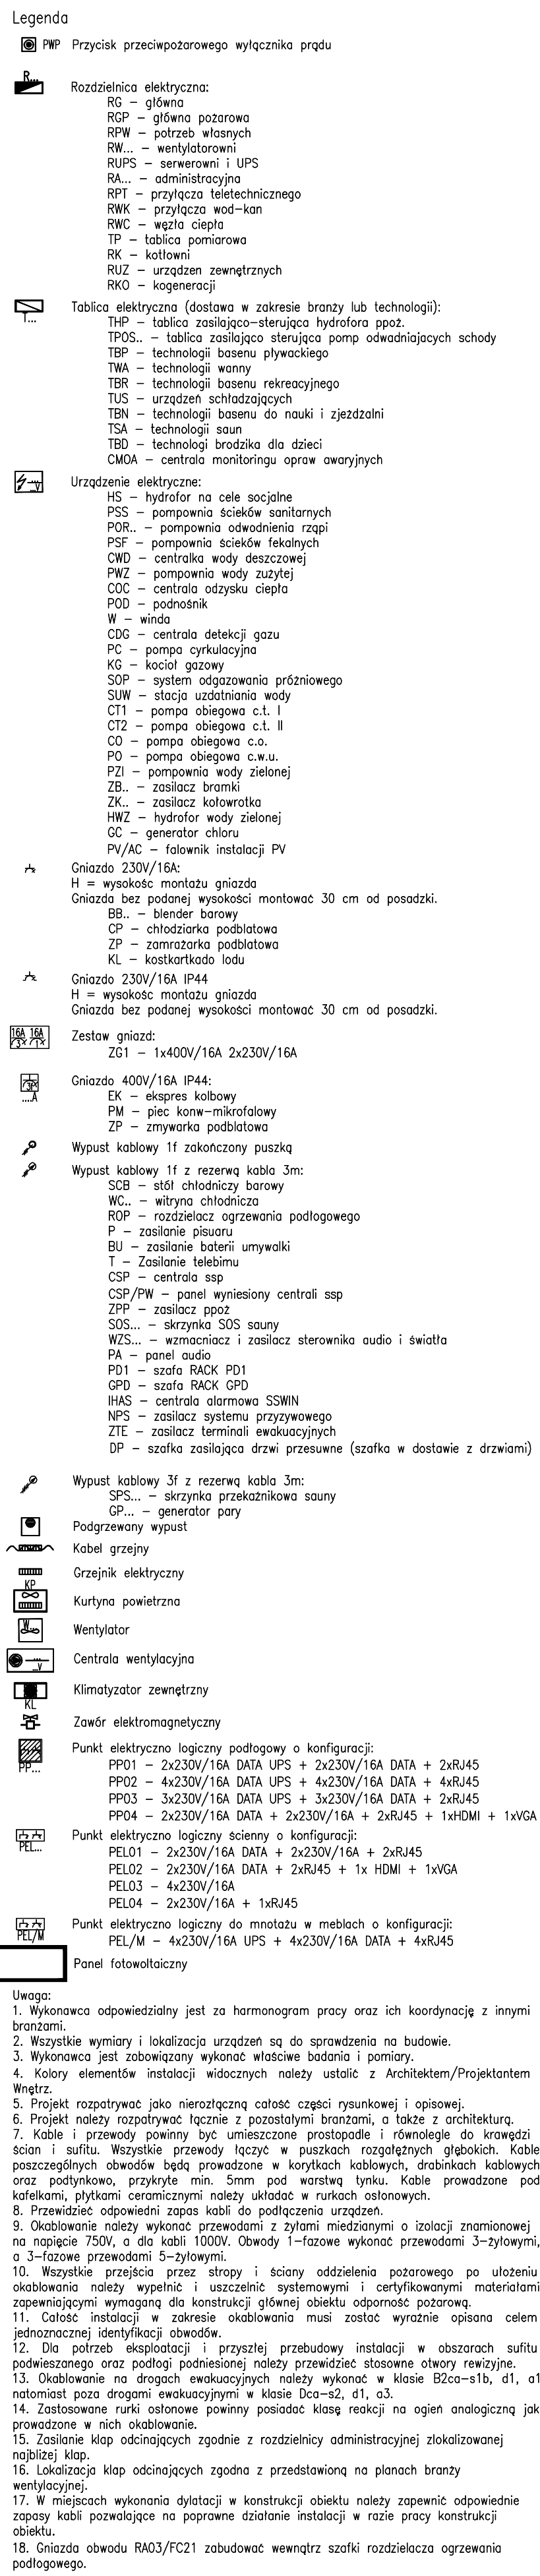 Legenda
PWP Przycisk przeciwpożarowego wyłącznika prądu
R...
Rozdzielnica elektryczna:
RG – główna
RGP – główna pożarowa
RPW – potrzeb własnych
RW... – wentylatorowni
RUPS – serwerowni i UPS
RA... – administracyjna
RPT – przyłącza teletechnicznego
RWK – przyłącza wod-kan
RWC – węzła ciepła
TP – tablica pomiarowa
RK – kotłowni
RUZ – urządzen zewnętrznych
RKO – kogeneracji
T...
Tablica elektryczna (dostawa w zakresie branży lub technologii):
THP – tablica zasilająco-sterująca hydrofora ppoż.
TPOS.. – tablica zasilająco sterująca pomp odwadniajacych schody
TBP – technologii basenu pływackiego
TWA – technologii wanny
TBR – technologii basenu rekreacyjnego
TUS – urządzeń schładzających
TBN – technologii basenu do nauki i zjeżdżalni
TSA – technologii saun
TBD – technologi brodzika dla dzieci
CMOA – centrala monitoringu opraw awaryjnych
Urządzenie elektryczne:
HS – hydrofor na cele socjalne
PSS – pompownia ścieków sanitarnych
POR.. – pompownia odwodnienia rząpi
PSF – pompownia ścieków fekalnych
CWD – centralka wody deszczowej
PWZ – pompownia wody zużytej
COC – centrala odzysku ciepła
POD – podnośnik
W – winda
CDG – centrala detekcji gazu
PC – pompa cyrkulacyjna
KG – kocioł gazowy
SOP – system odgazowania próżniowego
SUW – stacja uzdatniania wody
CT1 – pompa obiegowa c.t. I
CT2 – pompa obiegowa c.t. II
CO – pompa obiegowa c.o.
PO – pompa obiegowa c.w.u.
PZI – pompownia wody zielonej
ZB.. – zasilacz bramki
ZK.. – zasilacz kołowrotka
HWZ – hydrofor wody zielonej
GC – generator chloru
PV/AC – falownik instalacji PV
Gniazdo 230V/16A:
H = wysokośc montażu gniazda
Gniazda bez podanej wysokości montować 30 cm od posadzki.
BB.. – blender barowy
CP – chłodziarka podblatowa
ZP – zamrażarka podblatowa
KL – kostkartkado lodu
Gniazdo 230V/16A IP44
H = wysokośc montażu gniazda
Gniazda bez podanej wysokości montować 30 cm od posadzki.
16A 16A
3x 1x
Zestaw gniazd:
ZG1 – 1x400V/16A 2x230V/16A
....A
Gniazdo 400V/16A IP44:
EK – ekspres kolbowy
PM – piec konw-mikrofalowy
ZP – zmywarka podblatowa
Wypust kablowy 1f zakończony puszką
Wypust kablowy 1f z rezerwą kabla 3m:
SCB – stół chłodniczy barowy
WC.. – witryna chłodnicza
ROP – rozdzielacz ogrzewania podłogowego
P – zasilanie pisuaru
BU – zasilanie baterii umywalki
T – Zasilanie telebimu
CSP – centrala ssp
CSP/PW – panel wyniesiony centrali ssp
ZPP – zasilacz ppoż
SOS... – skrzynka SOS sauny
WZS... – wzmacniacz i zasilacz sterownika audio i światła
PA – panel audio
PD1 – szafa RACK PD1
GPD – szafa RACK GPD
IHAS – centrala alarmowa SSWIN
NPS – zasilacz systemu przyzywowego
ZTE – zasilacz terminali ewakuacyjnych
DP – szafka zasilająca drzwi przesuwne (szafka w dostawie z drzwiami)
Wypust kablowy 3f z rezerwą kabla 3m:
SPS... – skrzynka przekaźnikowa sauny
GP... – generator pary
Podgrzewany wypust
Kabel grzejny
Grzejnik elektryczny
KP
Kurtyna powietrzna
W...
Wentylator
Centrala wentylacyjna
Klimatyzator zewnętrzny
KL
Zawór elektromagnetyczny
Punkt elektryczno logiczny podłogowy o konfiguracji:
PP...
PP01 – 2x230V/16A DATA UPS + 2x230V/16A DATA + 2xRJ45
PP02 – 4x230V/16A DATA UPS + 4x230V/16A DATA + 4xRJ45
PP03 – 3x230V/16A DATA UPS + 3x230V/16A DATA + 2xRJ45
PP04 – 2x230V/16A DATA + 2x230V/16A + 2xRJ45 + 1xHDMI + 1xVGA
Punkt elektryczno logiczny ścienny o konfiguracji:
PEL...
PEL01 – 2x230V/16A DATA + 2x230V/16A + 2xRJ45
PEL02 – 2x230V/16A DATA + 2xRJ45 + 1x HDMI + 1xVGA
PEL03 – 4x230V/16A
PEL04 – 2x230V/16A + 1xRJ45
Punkt elektryczno logiczny do mnotażu w meblach o konfiguracji:
PEL/M
PEL/M – 4x230V/16A UPS + 4x230V/16A DATA + 4xRJ45
Panel fotowoltaiczny
Uwaga:
1. Wykonawca odpowiedzialny jest za harmonogram pracy oraz ich koordynację z innymi
branżami.
2. Wszystkie wymiary i lokalizacja urządzeń są do sprawdzenia na budowie.
3. Wykonawca jest zobowiązany wykonać właściwe badania i pomiary.
4. Kolory elementów instalacji widocznych należy ustalić z Architektem/Projektantem
Wnętrz.
5. Projekt rozpatrywać jako nierozłączną całość części rysunkowej i opisowej.
6. Projekt należy rozpatrywać łącznie z pozostałymi branżami, a także z architekturą.
7. Kable i przewody powinny być umieszczone prostopadle i równolegle do krawędzi
ścian i sufitu. Wszystkie przewody łączyć w puszkach rozgałęźnych głębokich. Kable
poszczególnych obwodów będą prowadzone w korytkach kablowych, drabinkach kablowych
oraz podtynkowo, przykryte min. 5mm pod warstwą tynku. Kable prowadzone pod
kafelkami, płytkami ceramicznymi należy układać w rurkach osłonowych.
8. Przewidzieć odpowiedni zapas kabli do podłączenia urządzeń.
9. Okablowanie należy wykonać przewodami z żyłami miedzianymi o izolacji znamionowej
na napięcie 750V, a dla kabli 1000V. Obwody 1-fazowe wykonać przewodami 3-żyłowymi,
a 3-fazowe przewodami 5-żyłowymi.
10. Wszystkie przejścia przez stropy i ściany oddzielenia pożarowego po ułożeniu
okablowania należy wypełnić i uszczelnić systemowymi i certyfikowanymi materiałami
zapewniającymi wymaganą dla konstrukcji głównej obiektu odporność pożarową.
11. Całość instalacji w zakresie okablowania musi zostać wyraźnie opisana celem
jednoznacznej identyfikacji obwodów.
12. Dla potrzeb eksploatacji i przyszłej przebudowy instalacji w obszarach sufitu
podwieszanego oraz podłogi podniesionej należy przewidzieć stosowne otwory rewizyjne.
13. Okablowanie na drogach ewakuacyjnych należy wykonać w klasie B2ca-s1b, d1, a1
natomiast poza drogami ewakuacyjnymi w klasie Dca-s2, d1, a3.
14. Zastosowane rurki osłonowe powinny posiadać klasę reakcji na ogień analogiczną jak
prowadzone w nich okablowanie.
15. Zasilanie klap odcinających zgodnie z rozdzielnicy administracyjnej zlokalizowanej
najbliżej klap.
16. Lokalizacja klap odcinających zgodna z przedstawioną na planach branży
wentylacyjnej.
17. W miejscach wykonania dylatacji w konstrukcji obiektu należy zapewnić odpowiednie
zapasy kabli pozwalające na poprawne działanie instalacji w razie pracy konstrukcji
obiektu.
18. Gniazda obwodu RA03/FC21 zabudować wewnątrz szafki rozdzielacza ogrzewania
podłogowego.